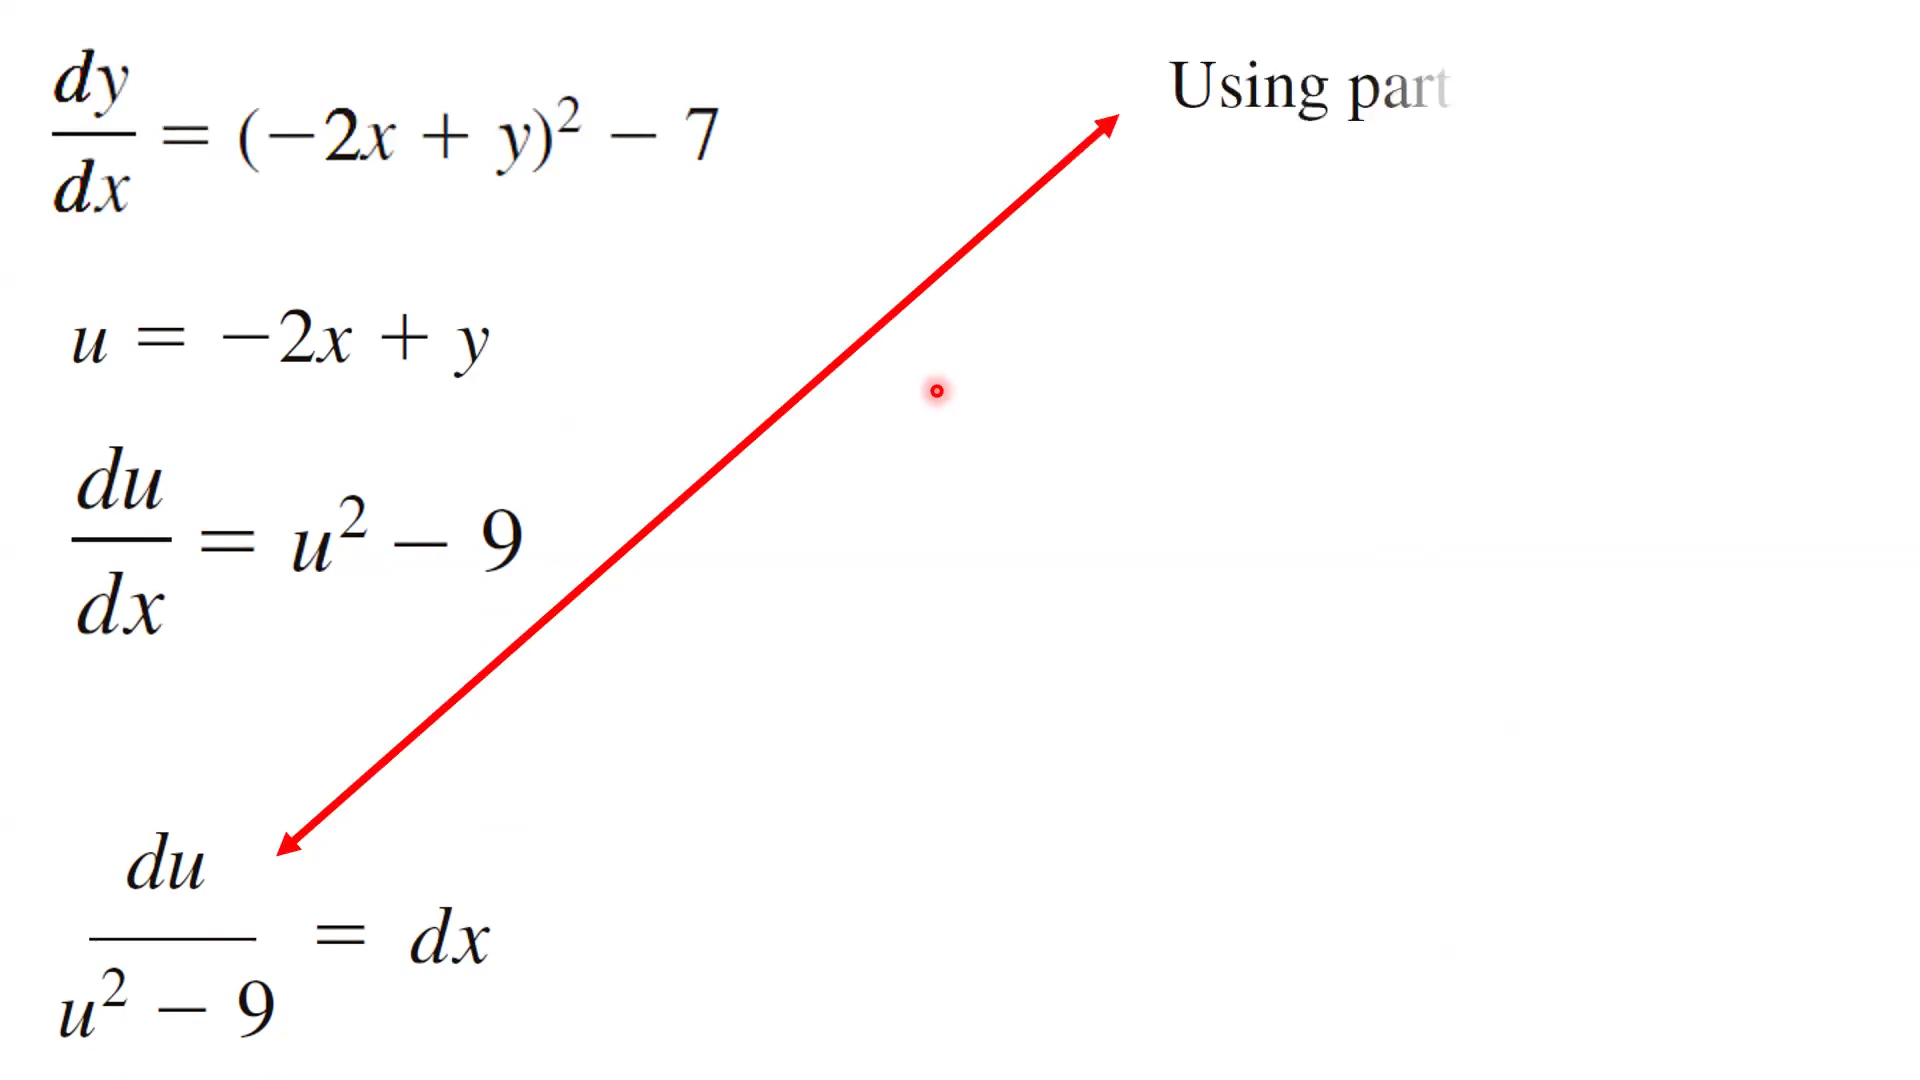 dy/dx = (−2x + y)² − 7
u = −2x + y
du/dx = u² − 9
du/(u² − 9) = dx
Using part